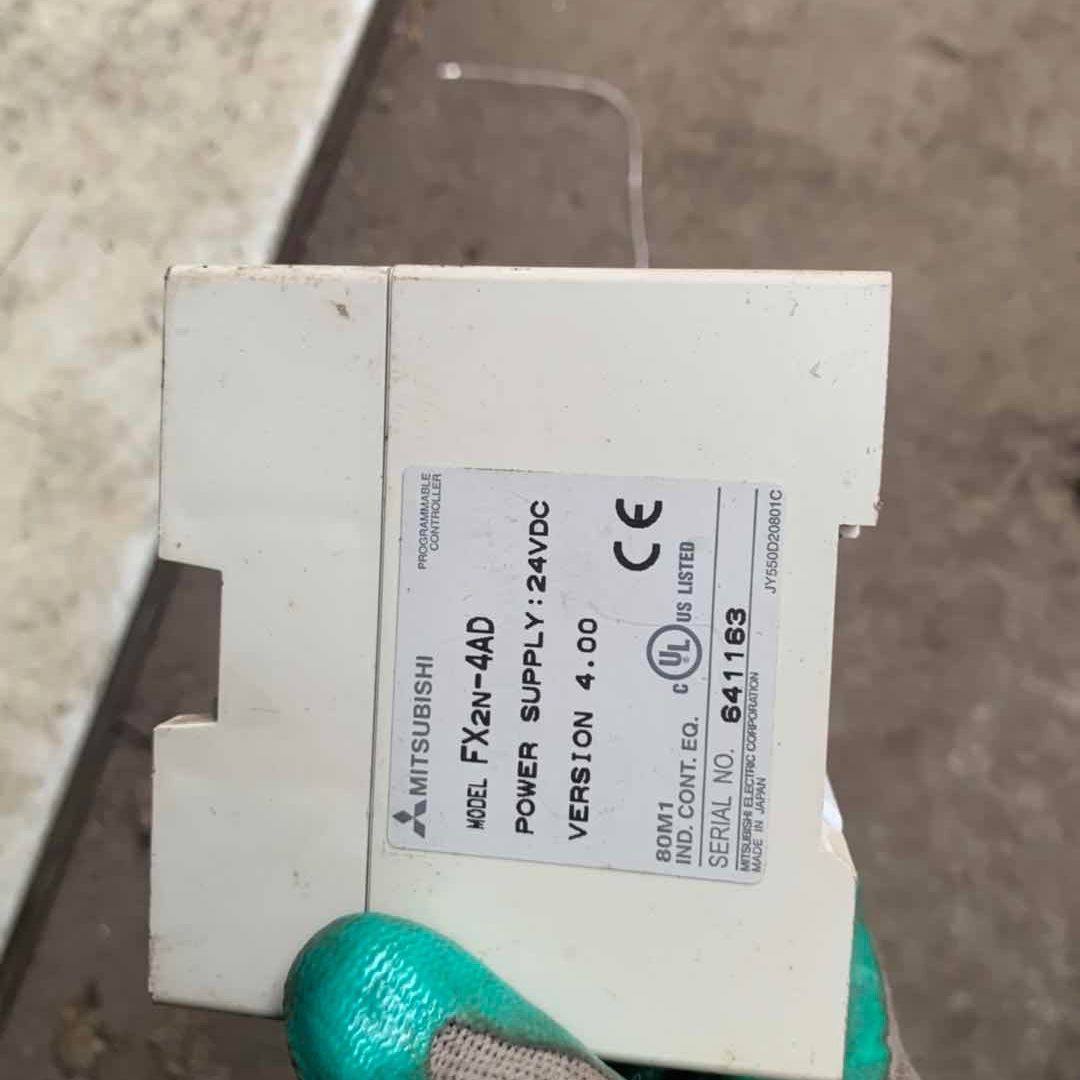 MITSUBISHI
PROGRAMMABLE
CONTROLLER
MODEL FX2N-4AD
POWER SUPPLY:24VDC
VERSION 4.00
CE
80M1
IND. CONT. EQ.
C UL US LISTED
SERIAL NO. 641163
MITSUBISHI ELECTRIC CORPORATION
MADE IN JAPAN
JY550D20801C